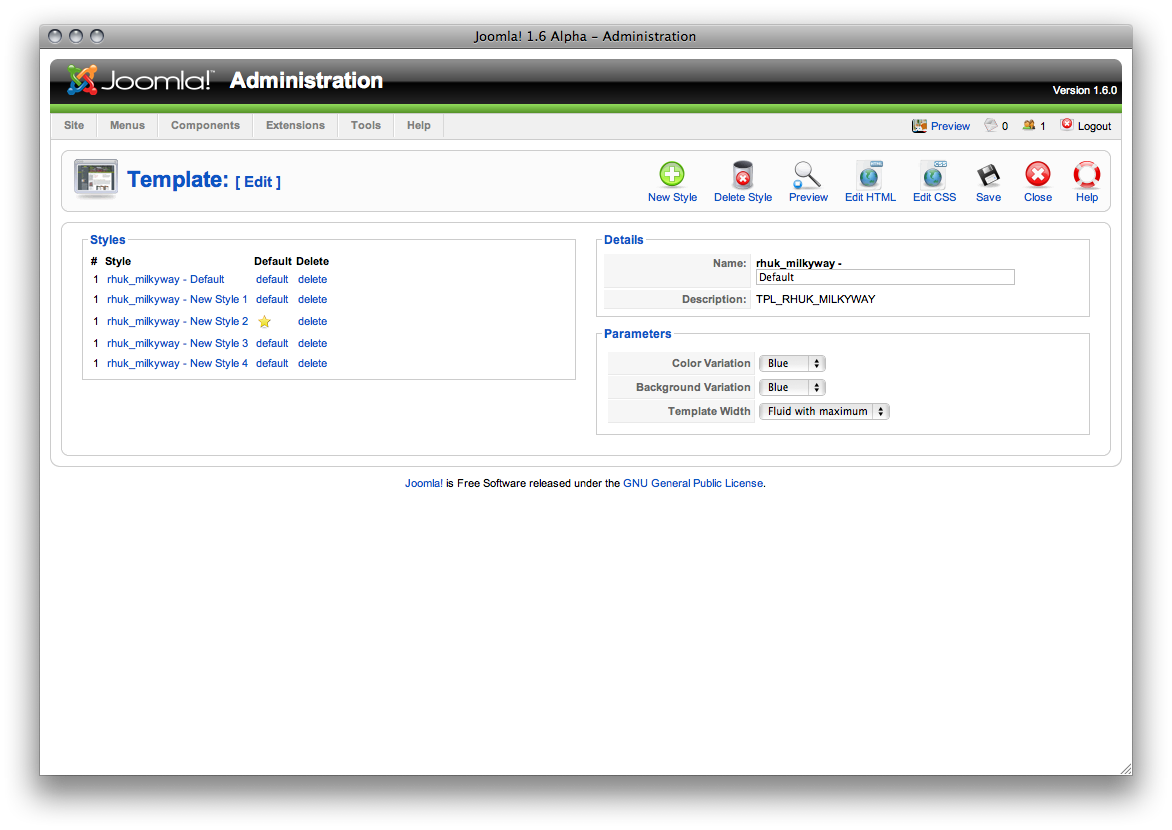 Joomla! 1.6 Alpha – Administration
Joomla!™ Administration
Version 1.6.0
Site Menus Components Extensions Tools Help Preview 0 1 Logout
Template: [ Edit ]
New Style Delete Style Preview Edit HTML Edit CSS Save Close Help
Styles
# Style Default Delete
1 rhuk_milkyway - Default default delete
1 rhuk_milkyway - New Style 1 default delete
1 rhuk_milkyway - New Style 2 delete
1 rhuk_milkyway - New Style 3 default delete
1 rhuk_milkyway - New Style 4 default delete
Details
Name: rhuk_milkyway -
Default
Description: TPL_RHUK_MILKYWAY
Parameters
Color Variation Blue
Background Variation Blue
Template Width Fluid with maximum
Joomla! is Free Software released under the GNU General Public License.